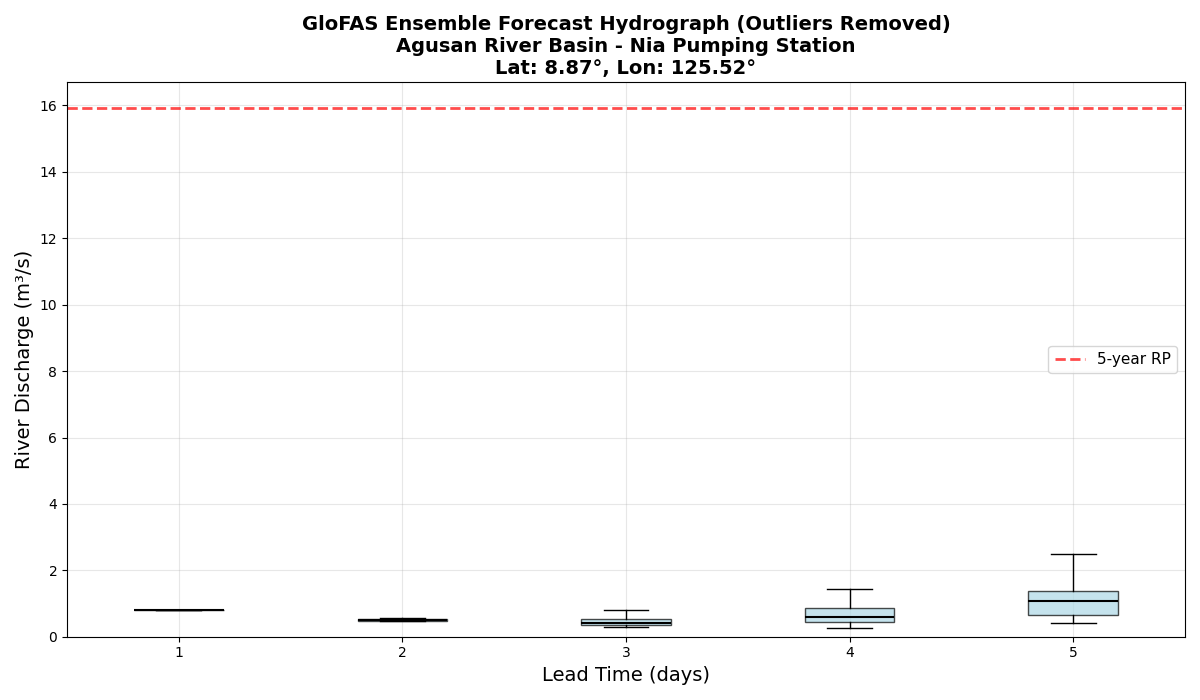 GloFAS Ensemble Forecast Hydrograph (Outliers Removed)
Agusan River Basin - Nia Pumping Station
Lat: 8.87°, Lon: 125.52°
River Discharge (m³/s)
16
14
12
10
8
6
4
2
0
5-year RP
1 2 3 4 5
Lead Time (days)